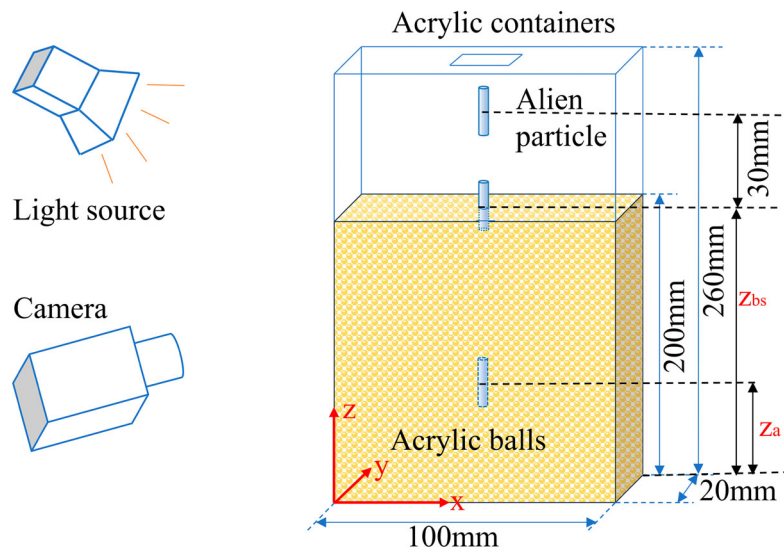 Acrylic containers
Alien
particle
Light source
30mm
Camera
200mm
260mm
Zbs
Za
z
y
x
Acrylic balls
20mm
100mm